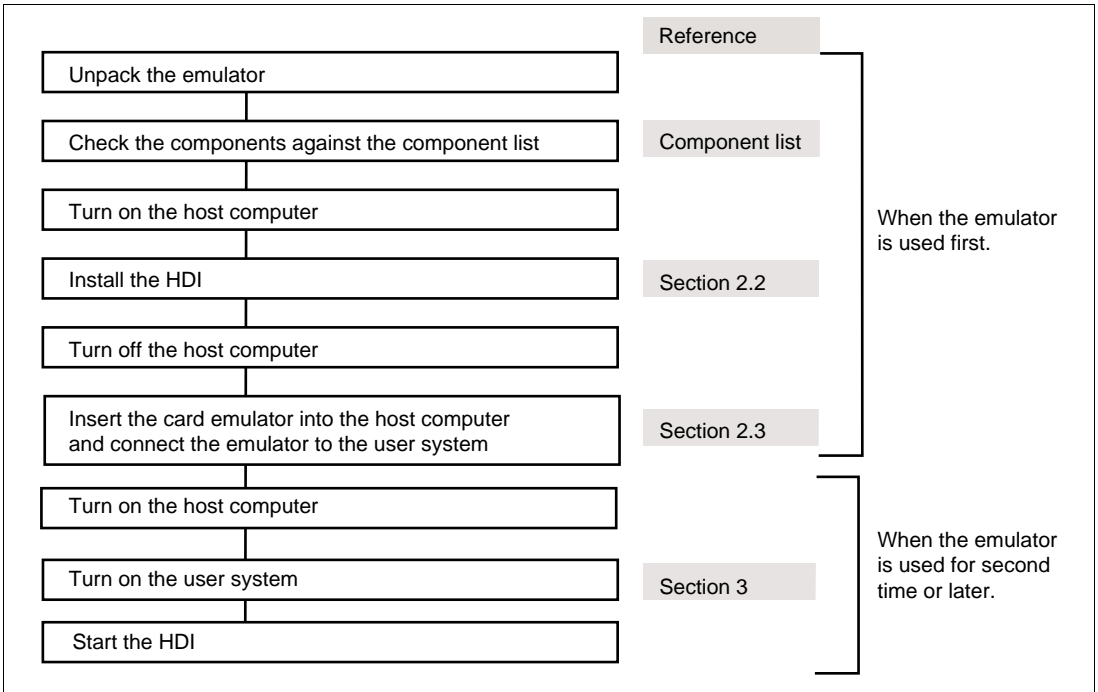 Reference
Unpack the emulator
Check the components against the component list
Component list
Turn on the host computer
When the emulator
is used first.
Install the HDI
Section 2.2
Turn off the host computer
Insert the card emulator into the host computer
and connect the emulator to the user system
Section 2.3
Turn on the host computer
When the emulator
is used for second
time or later.
Turn on the user system
Section 3
Start the HDI